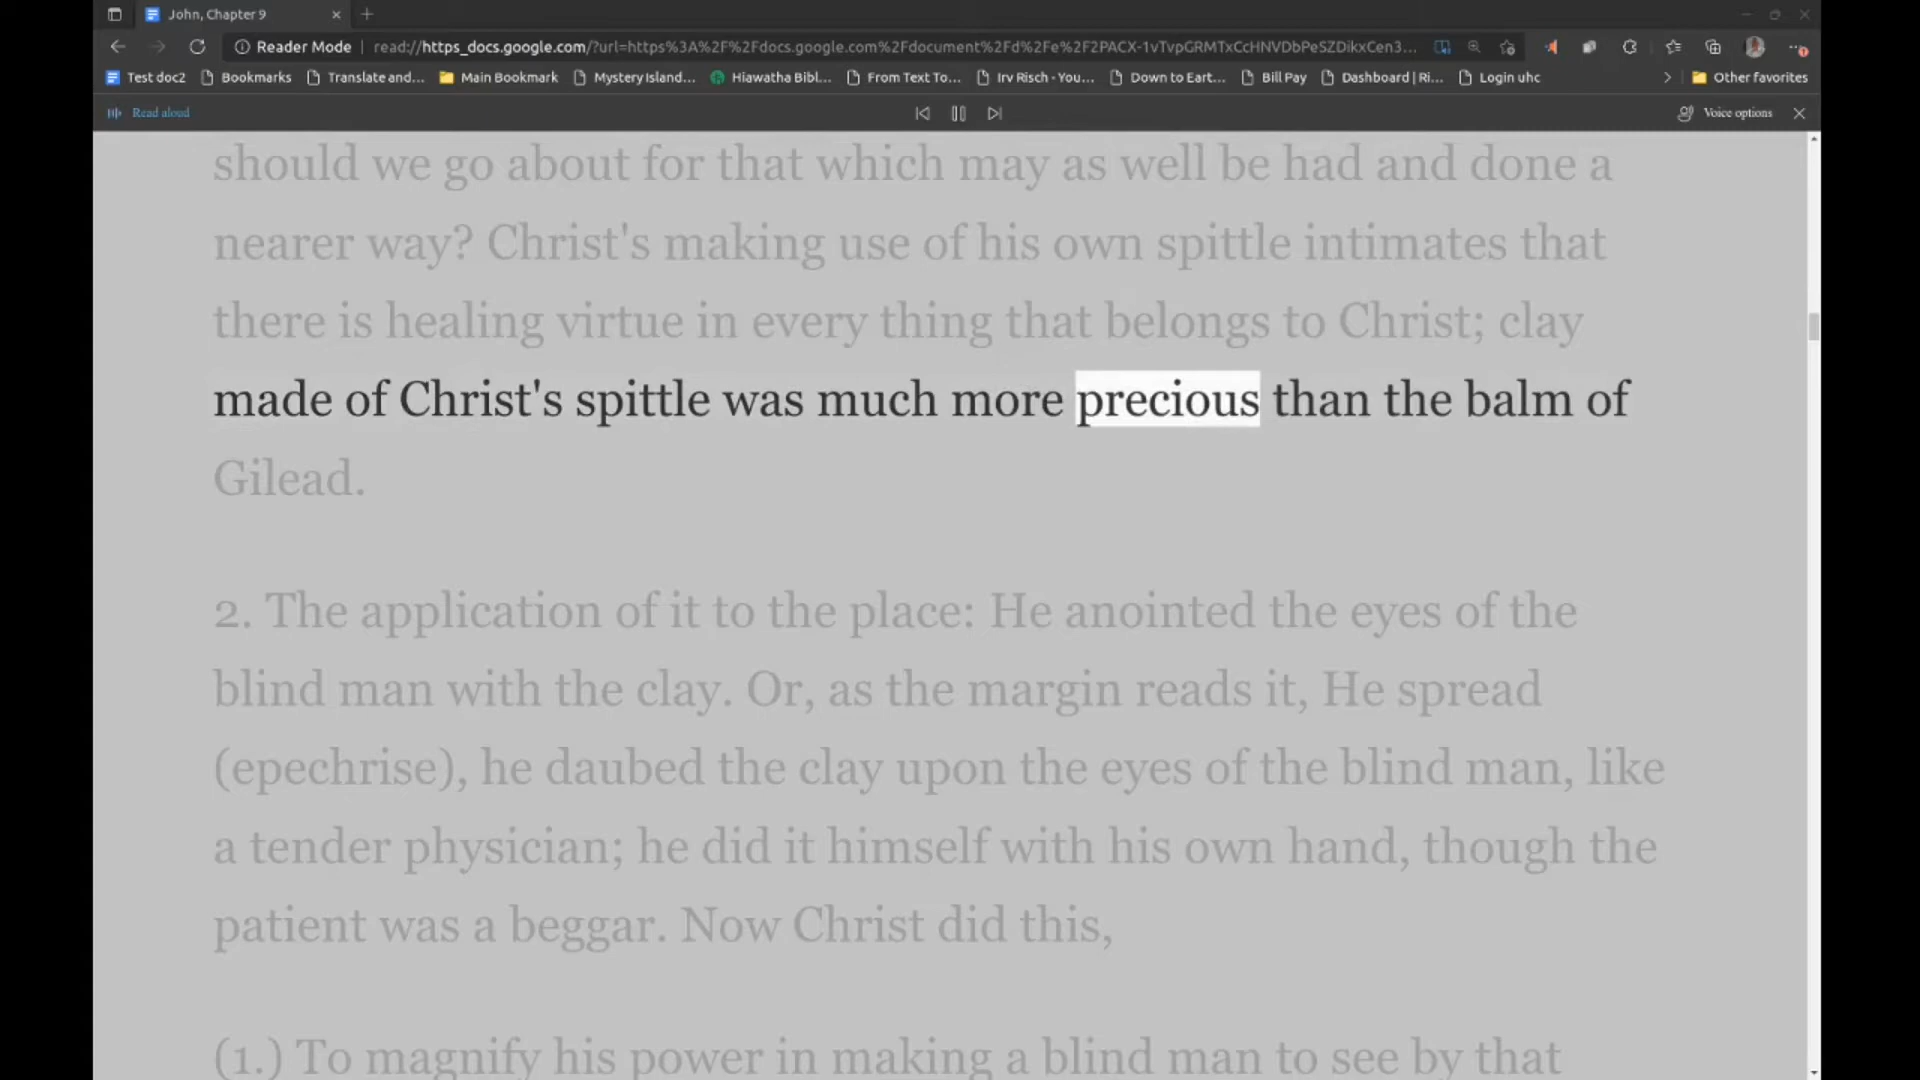 John, Chapter 9
Reader Mode | read://https_docs.google.com/?url=https%3A%2F%2Fdocs.google.com%2Fdocument%2Fd%2Fe%2F2PACX-1vTvpGRMTxCcHNVDbPeSZDikxCen3...
Test doc2 Bookmarks Translate and... Main Bookmark Mystery Island... Hiawatha Bibl... From Text To... Irv Risch - You... Down to Eart... Bill Pay Dashboard | Ri... Login uhc Other favorites
Read aloud Voice options
should we go about for that which may as well be had and done a
nearer way? Christ's making use of his own spittle intimates that
there is healing virtue in every thing that belongs to Christ; clay
made of Christ's spittle was much more precious than the balm of
Gilead.
2. The application of it to the place: He anointed the eyes of the
blind man with the clay. Or, as the margin reads it, He spread
(epechrise), he daubed the clay upon the eyes of the blind man, like
a tender physician; he did it himself with his own hand, though the
patient was a beggar. Now Christ did this,
(1.) To magnify his power in making a blind man to see by that